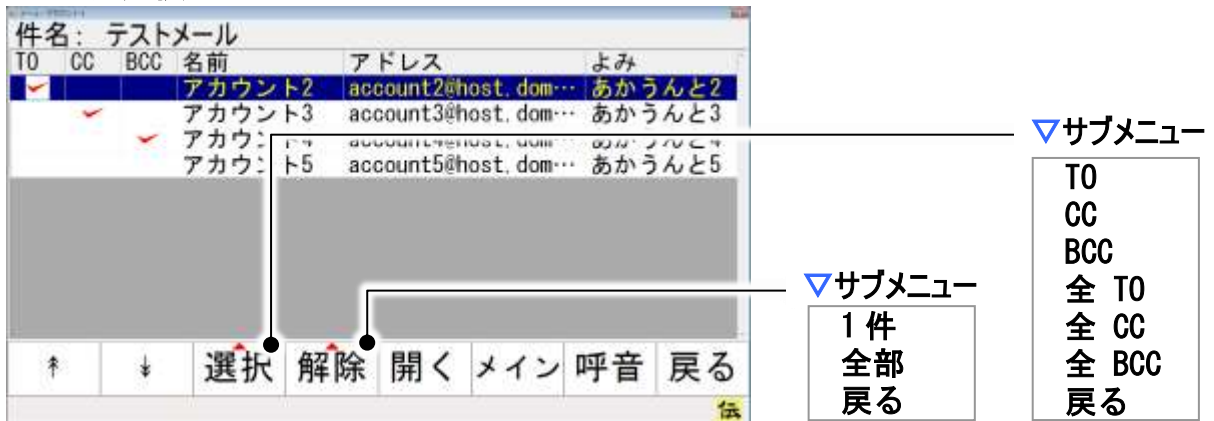 件名: テストメール
TO CC BCC 名前 アドレス よみ
アカウント2 account2@host.dom… あかうんと2
アカウント3 account3@host.dom… あかうんと3
アカウ
アカウ ト5 account5@host.dom… あかうんと5
▽サブメニュー
TO
CC
BCC
全 TO
全 CC
全 BCC
戻る
▽サブメニュー
1件
全部
戻る
↟ ↡ 選択 解除 開く メイン 呼音 戻る
伝